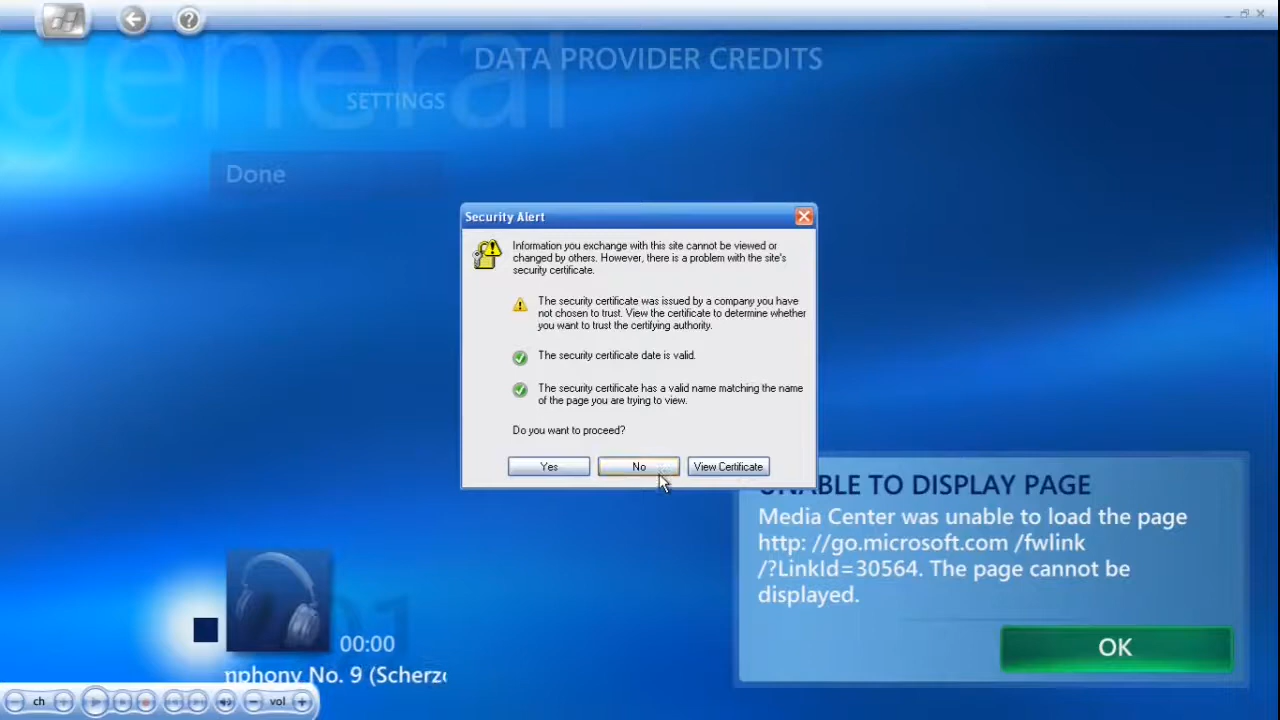 general
DATA PROVIDER CREDITS
SETTINGS
Done
Security Alert
Information you exchange with this site cannot be viewed or
changed by others. However, there is a problem with the site's
security certificate.
The security certificate was issued by a company you have
not chosen to trust. View the certificate to determine whether
you want to trust the certifying authority.
The security certificate date is valid.
The security certificate has a valid name matching the name
of the page you are trying to view.
Do you want to proceed?
Yes No View Certificate
UNABLE TO DISPLAY PAGE
Media Center was unable to load the page
http: //go.microsoft.com /fwlink
/?LinkId=30564. The page cannot be
displayed.
OK
01
00:00
nphony No. 9 (Scherzo
ch
vol